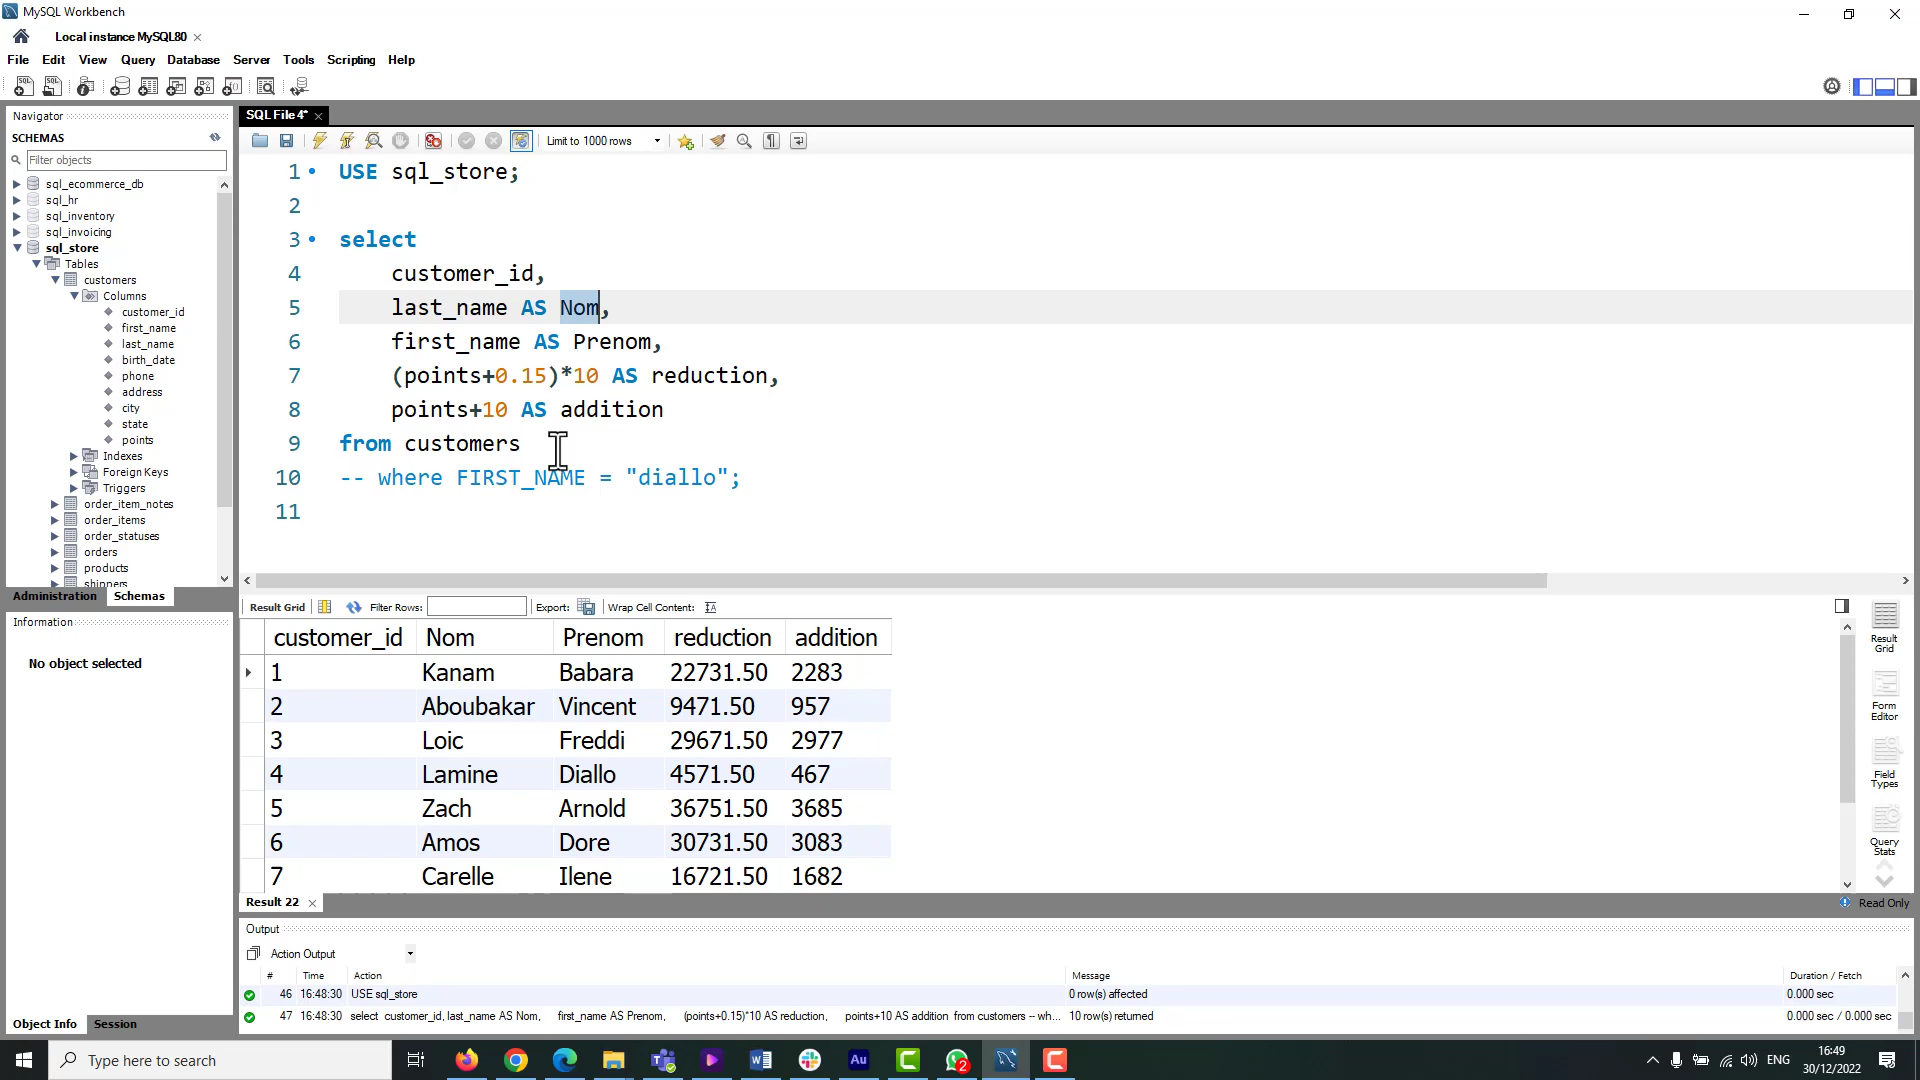 MySQL Workbench
Local instance MySQL80
File Edit View Query Database Server Tools Scripting Help
Navigator
SCHEMAS
Filter objects
sql_ecommerce_db
sql_hr
sql_inventory
sql_invoicing
sql_store
Tables
customers
Columns
customer_id
first_name
last_name
birth_date
phone
address
city
state
points
Indexes
Foreign Keys
Triggers
order_item_notes
order_items
order_statuses
orders
products
shippers
Administration Schemas
Information
No object selected
Object Info Session
SQL File 4*
Limit to 1000 rows
1 USE sql_store;
2
3 select
4 customer_id,
5 last_name AS Nom,
6 first_name AS Prenom,
7 (points+0.15)*10 AS reduction,
8 points+10 AS addition
9 from customers
10 -- where FIRST_NAME = "diallo";
11
Result Grid Filter Rows: Export: Wrap Cell Content:
customer_id Nom Prenom reduction addition
1 Kanam Babara 22731.50 2283
2 Aboubakar Vincent 9471.50 957
3 Loic Freddi 29671.50 2977
4 Lamine Diallo 4571.50 467
5 Zach Arnold 36751.50 3685
6 Amos Dore 30731.50 3083
7 Carelle Ilene 16721.50 1682
Result Grid
Form Editor
Field Types
Query Stats
Result 22
Read Only
Output
Action Output
# Time Action Message Duration / Fetch
46 16:48:30 USE sql_store 0 row(s) affected 0.000 sec
47 16:48:30 select customer_id, last_name AS Nom, first_name AS Prenom, (points+0.15)*10 AS reduction, points+10 AS addition from customers -- wh... 10 row(s) returned 0.000 sec / 0.000 sec
Type here to search
Au
2
ENG
16:49
30/12/2022